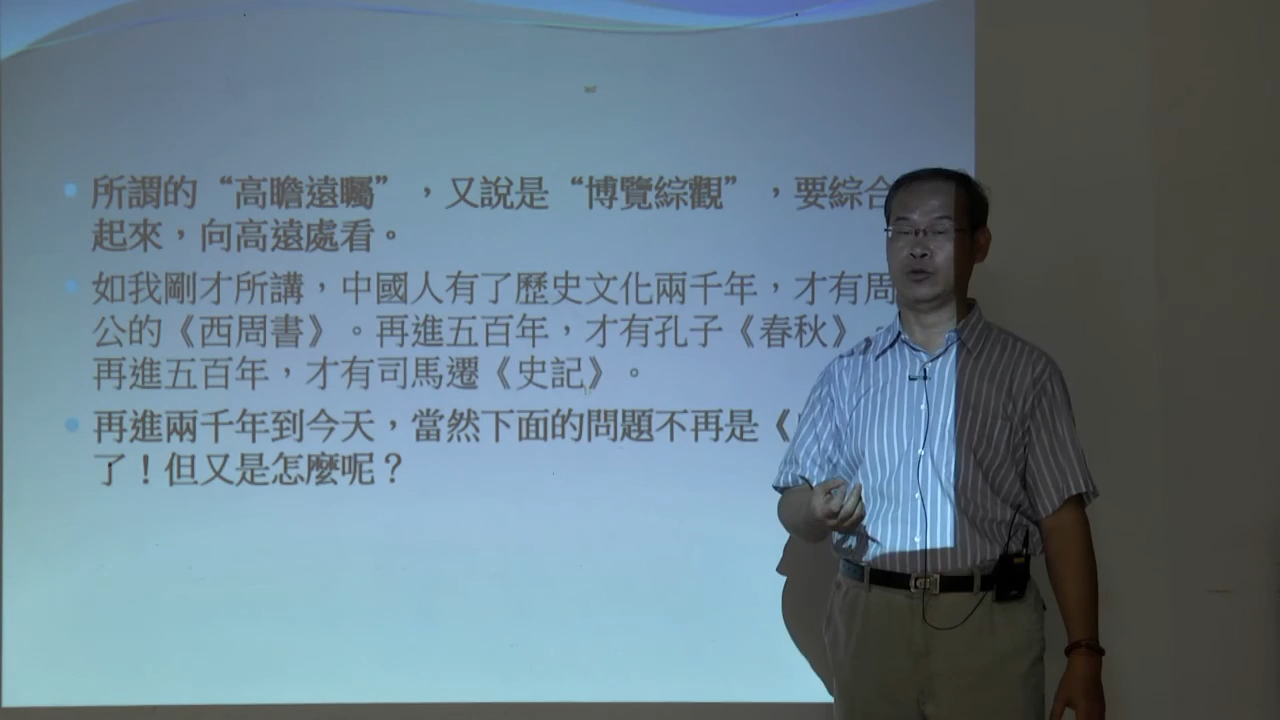 所謂的“高瞻遠矚”，又說是“博覽綜觀”，要綜合
起來，向高遠處看。
如我剛才所講，中國人有了歷史文化兩千年，才有周
公的《西周書》。再進五百年，才有孔子《春秋》
再進五百年，才有司馬遷《史記》。
再進兩千年到今天，當然下面的問題不再是《
了！但又是怎麼呢？